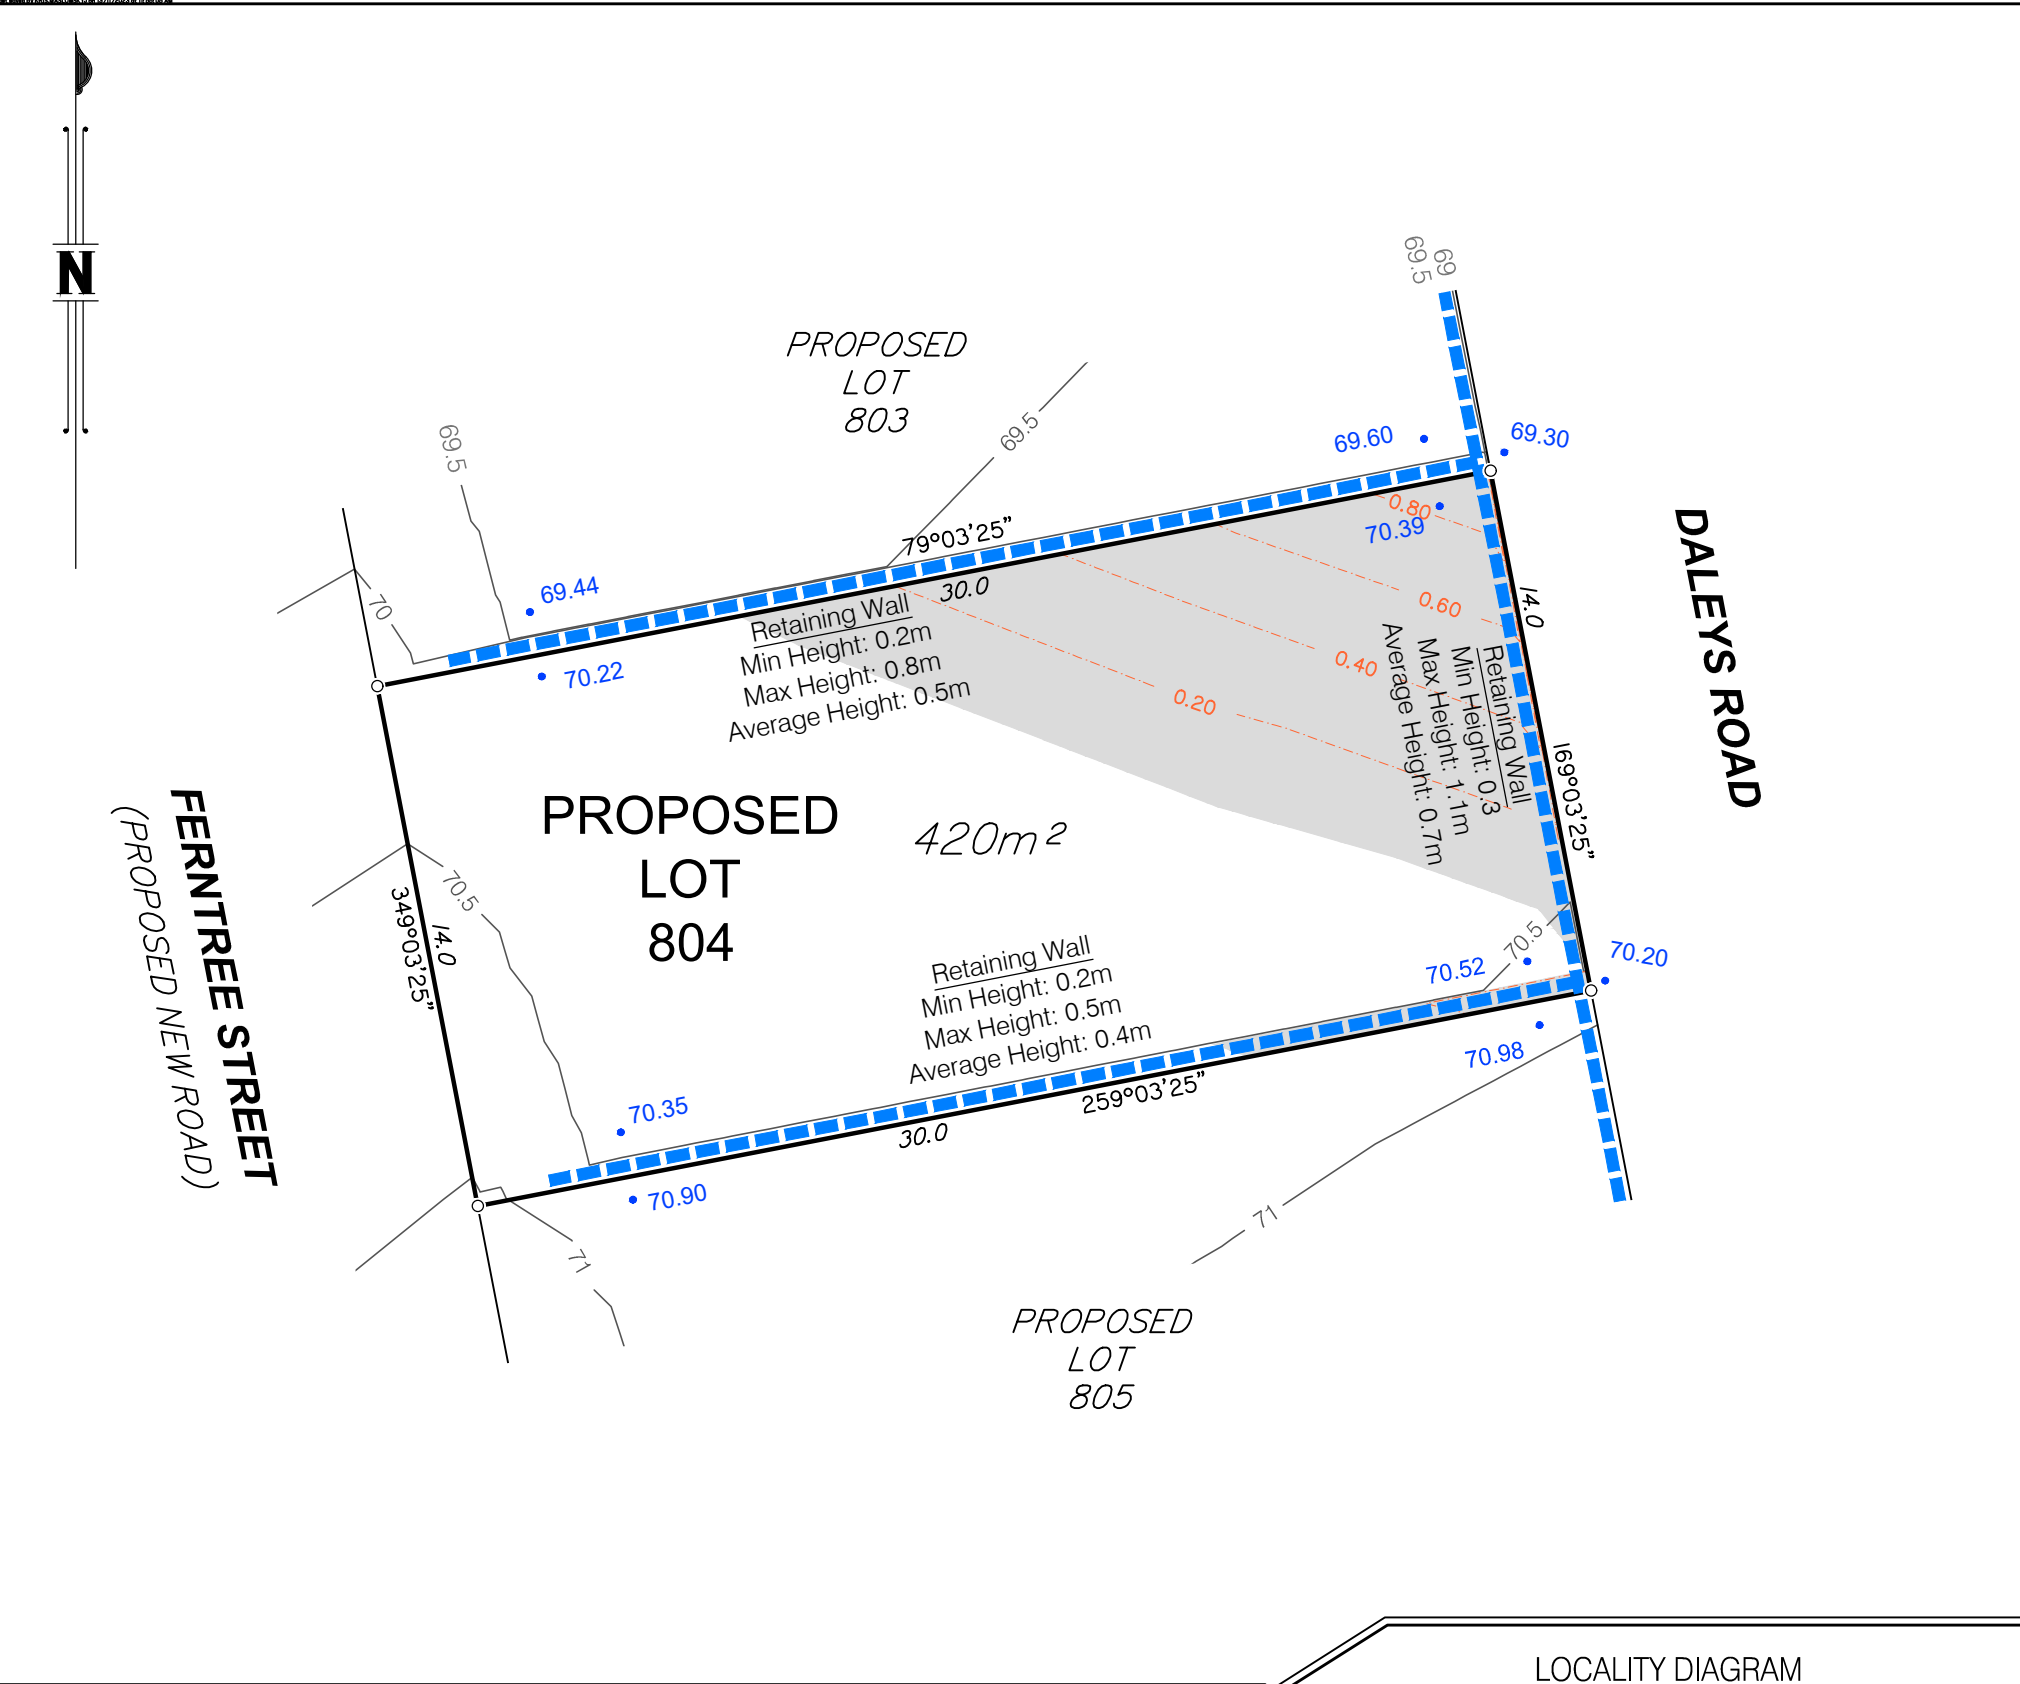 N
69.5
69
PROPOSED
LOT
803
69.5
69.5
69.60
69.30
0.80
70.39
79°03'25"
30.0
69.44
70.22
70
Retaining Wall
Min Height: 0.2m
Max Height: 0.8m
Average Height: 0.5m
0.60
0.40
0.20
14.0
169°03'25"
Retaining Wall
Min Height: 0.3
Max Height: 1.1m
Average Height: 0.7m
DALEYS ROAD
PROPOSED
LOT
804
420m²
FERNTREE STREET
(PROPOSED NEW ROAD)
349°03'25"
14.0
70.5
70.5
70.52
70.20
70.98
Retaining Wall
Min Height: 0.2m
Max Height: 0.5m
Average Height: 0.4m
259°03'25"
30.0
70.35
70.90
71
71
PROPOSED
LOT
805
LOCALITY DIAGRAM